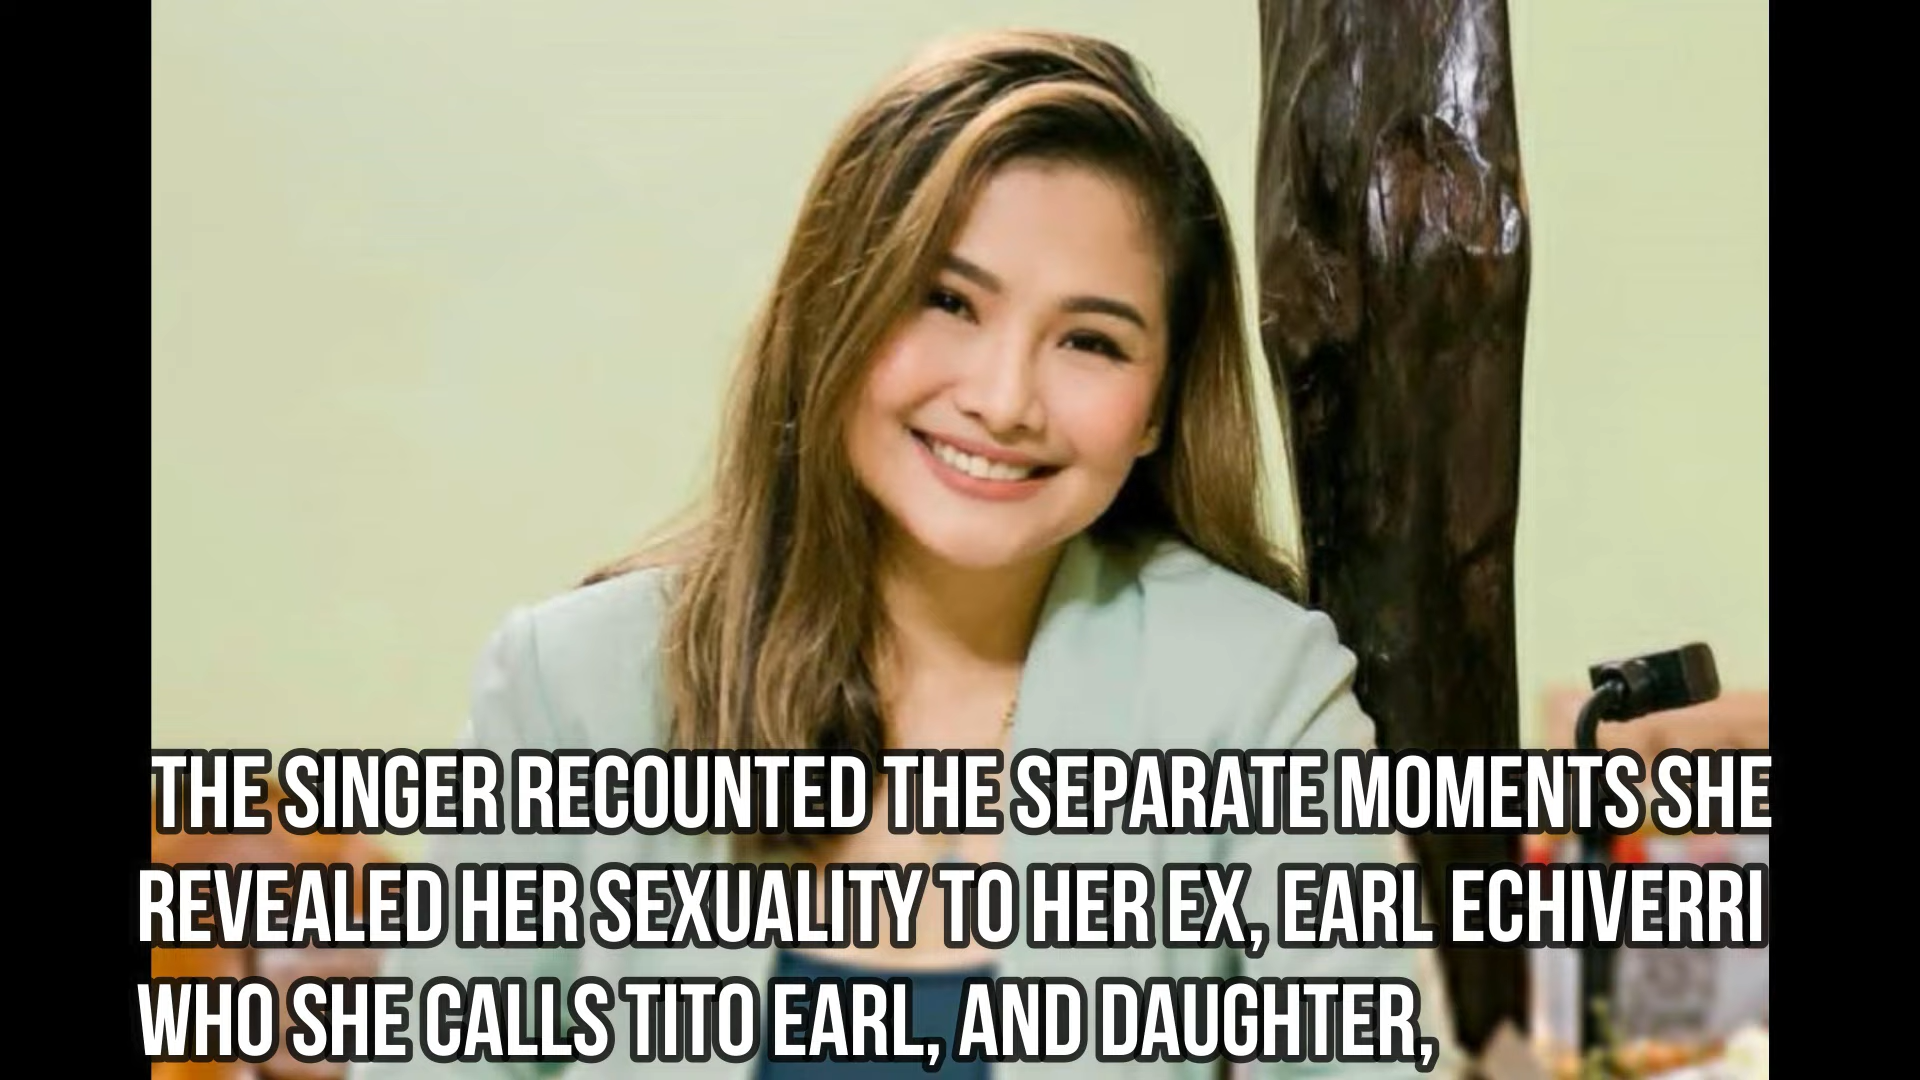 THE SINGER RECOUNTED THE SEPARATE MOMENTS SHE
REVEALED HER SEXUALITY TO HER EX, EARL ECHIVERRI
WHO SHE CALLS TITO EARL, AND DAUGHTER,